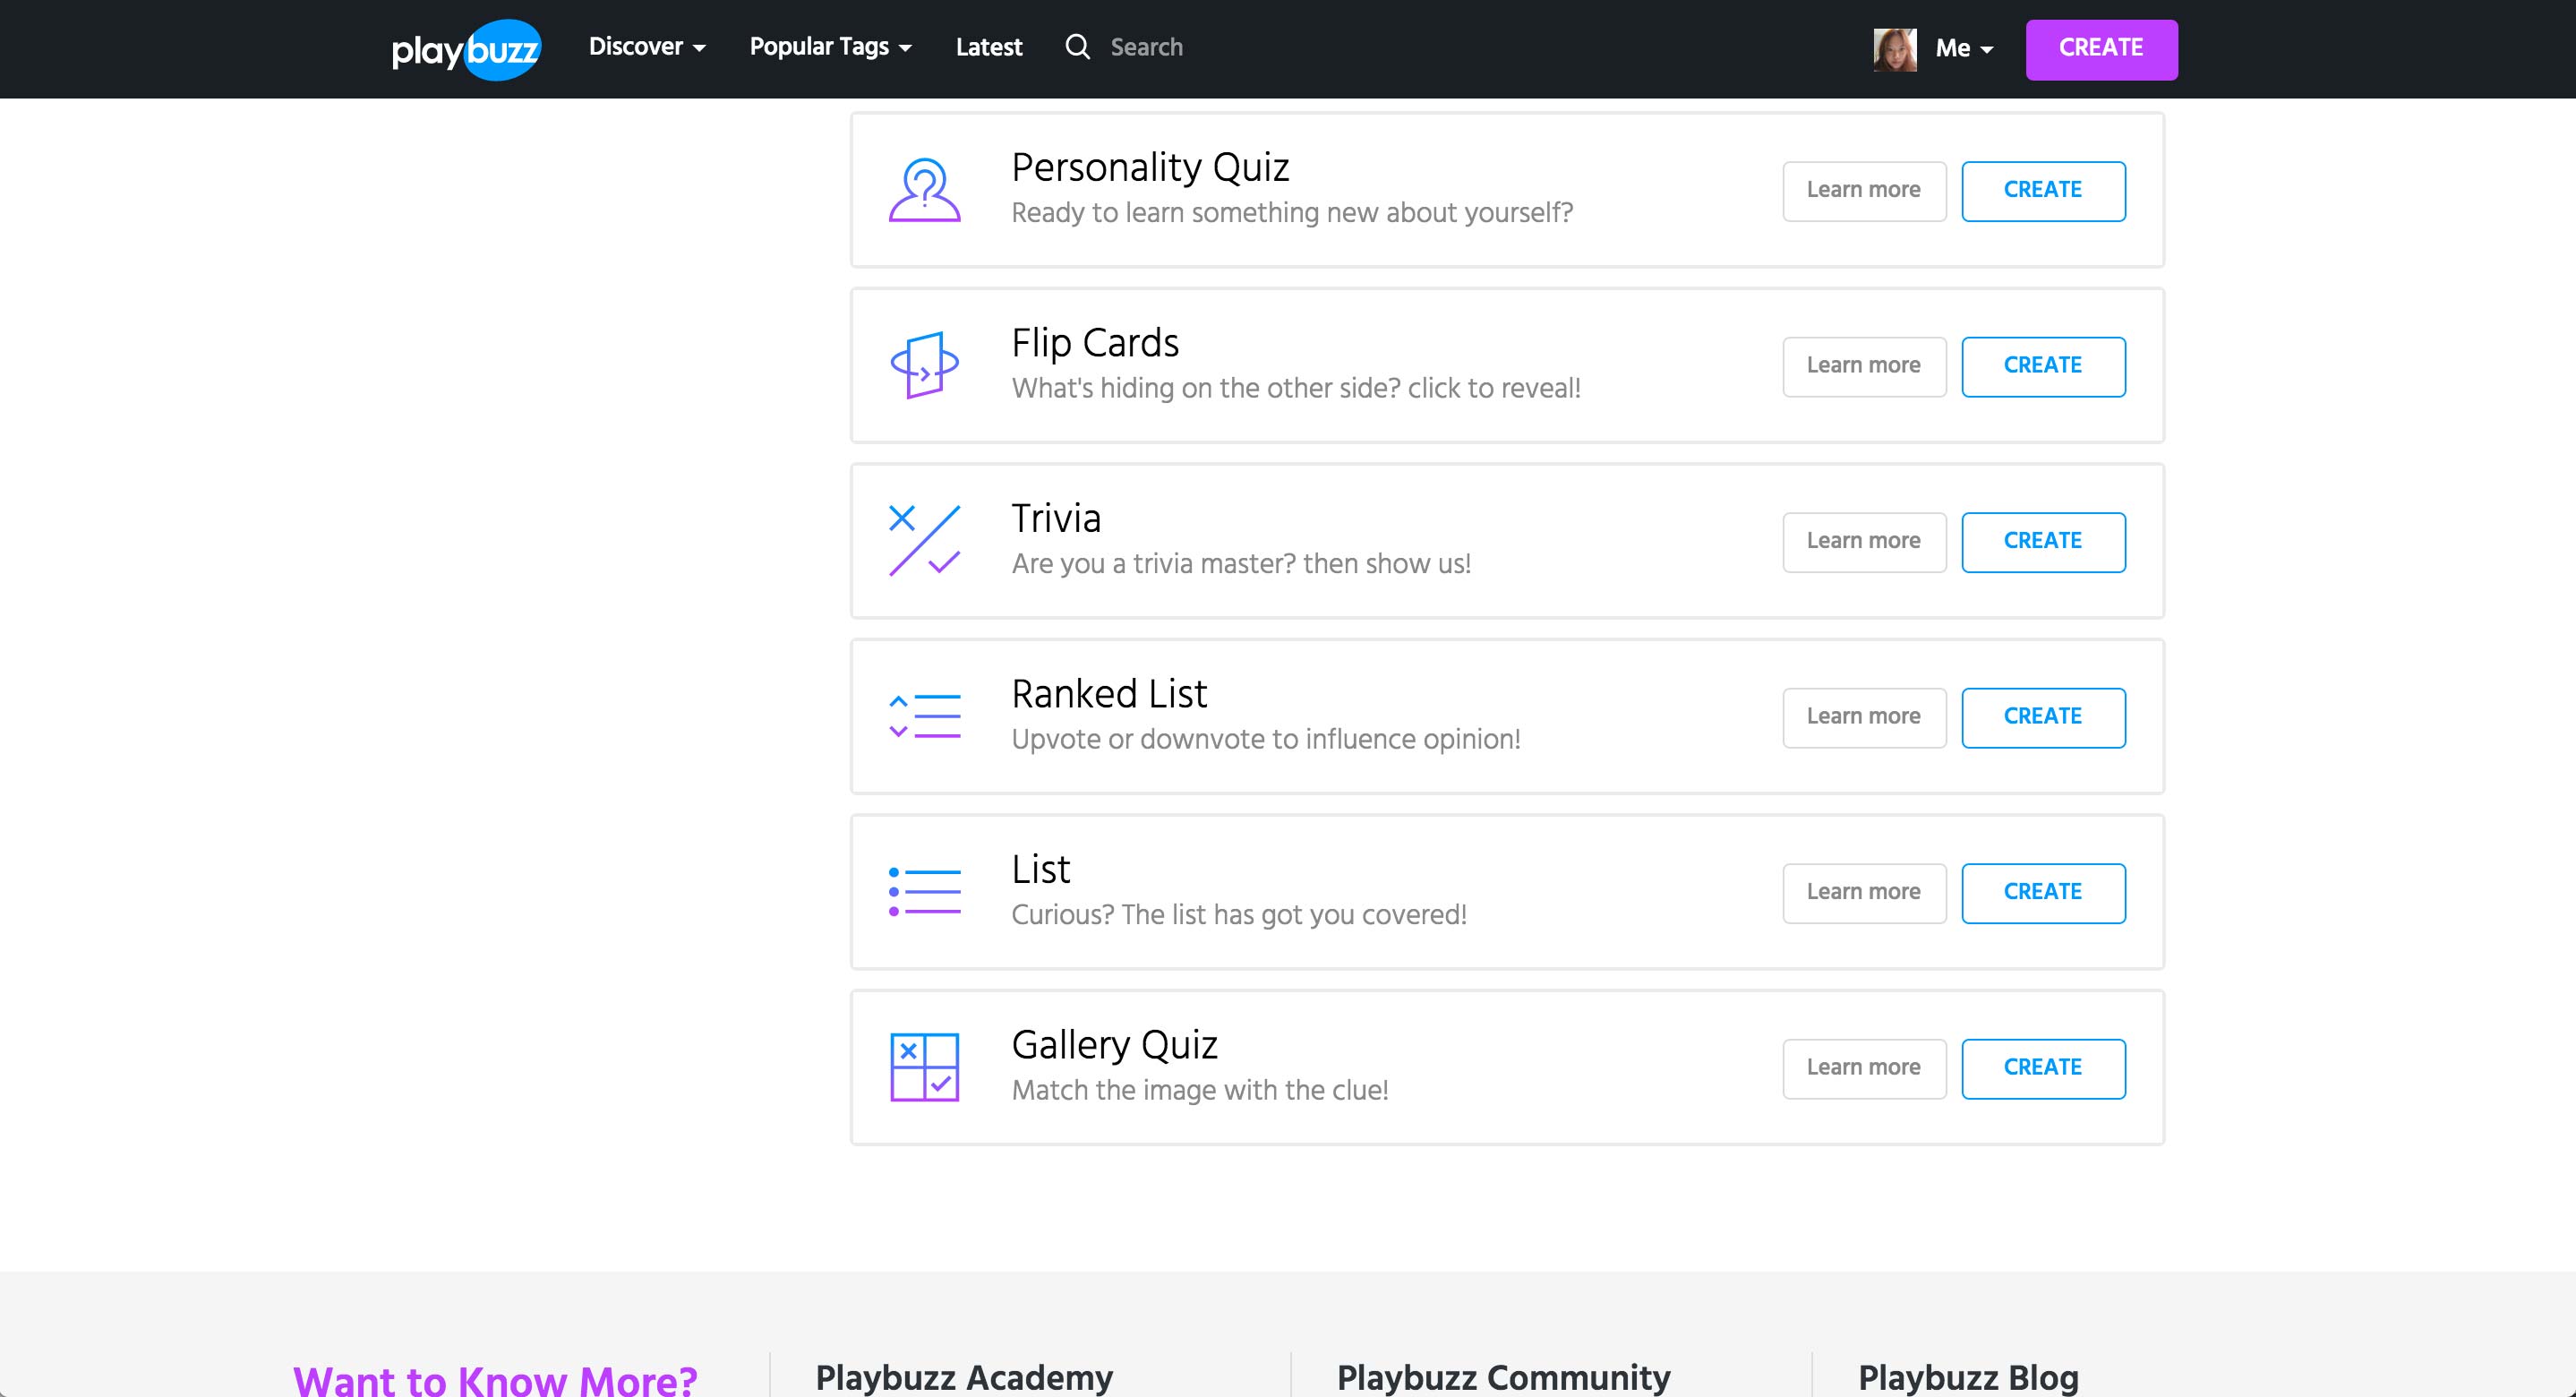 playbuzz Discover Popular Tags Latest Search Me CREATE
Personality Quiz
Ready to learn something new about yourself?
Learn more CREATE
Flip Cards
What's hiding on the other side? click to reveal!
Learn more CREATE
Trivia
Are you a trivia master? then show us!
Learn more CREATE
Ranked List
Upvote or downvote to influence opinion!
Learn more CREATE
List
Curious? The list has got you covered!
Learn more CREATE
Gallery Quiz
Match the image with the clue!
Learn more CREATE
Want to Know More? Playbuzz Academy Playbuzz Community Playbuzz Blog